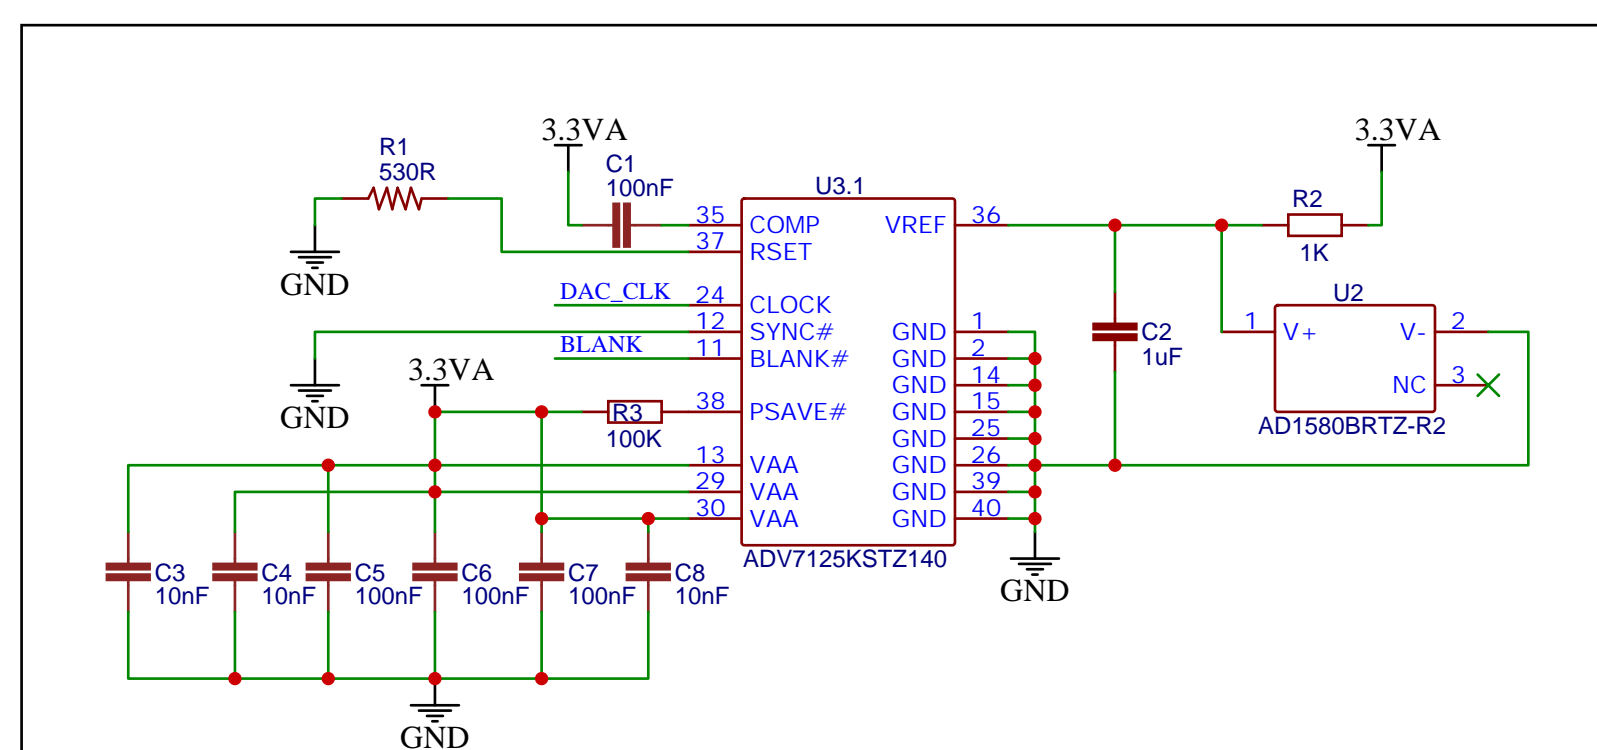 3.3VA
3.3VA
R1
530R
C1
100nF
U3.1
R2
1K
35
COMP
VREF
36
37
RSET
GND
DAC_CLK
24
CLOCK
U2
12
SYNC#
GND
1
C2
1uF
1
V+
V-
2
BLANK
11
BLANK#
GND
2
3.3VA
GND
14
NC
3
GND
R3
100K
38
PSAVE#
GND
15
AD1580BRTZ-R2
GND
25
13
VAA
GND
26
29
VAA
GND
39
30
VAA
GND
40
ADV7125KSTZ140
GND
C3
10nF
C4
10nF
C5
100nF
C6
100nF
C7
100nF
C8
10nF
GND